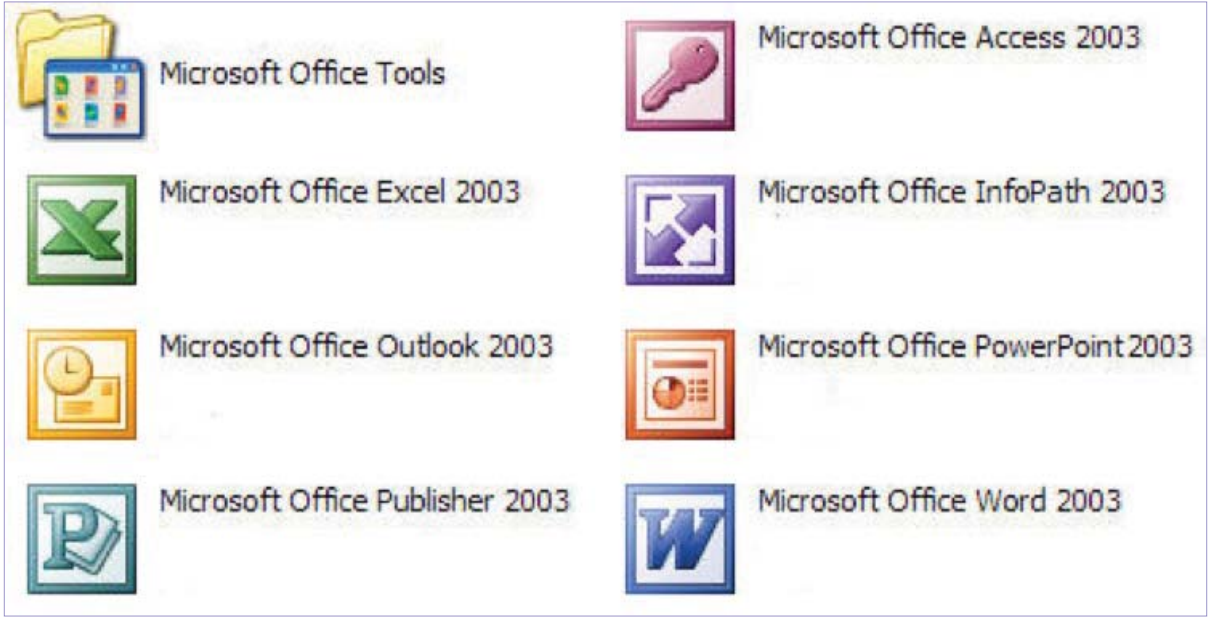 Microsoft Office Tools
Microsoft Office Access 2003
Microsoft Office Excel 2003
Microsoft Office InfoPath 2003
Microsoft Office Outlook 2003
Microsoft Office PowerPoint 2003
Microsoft Office Publisher 2003
Microsoft Office Word 2003